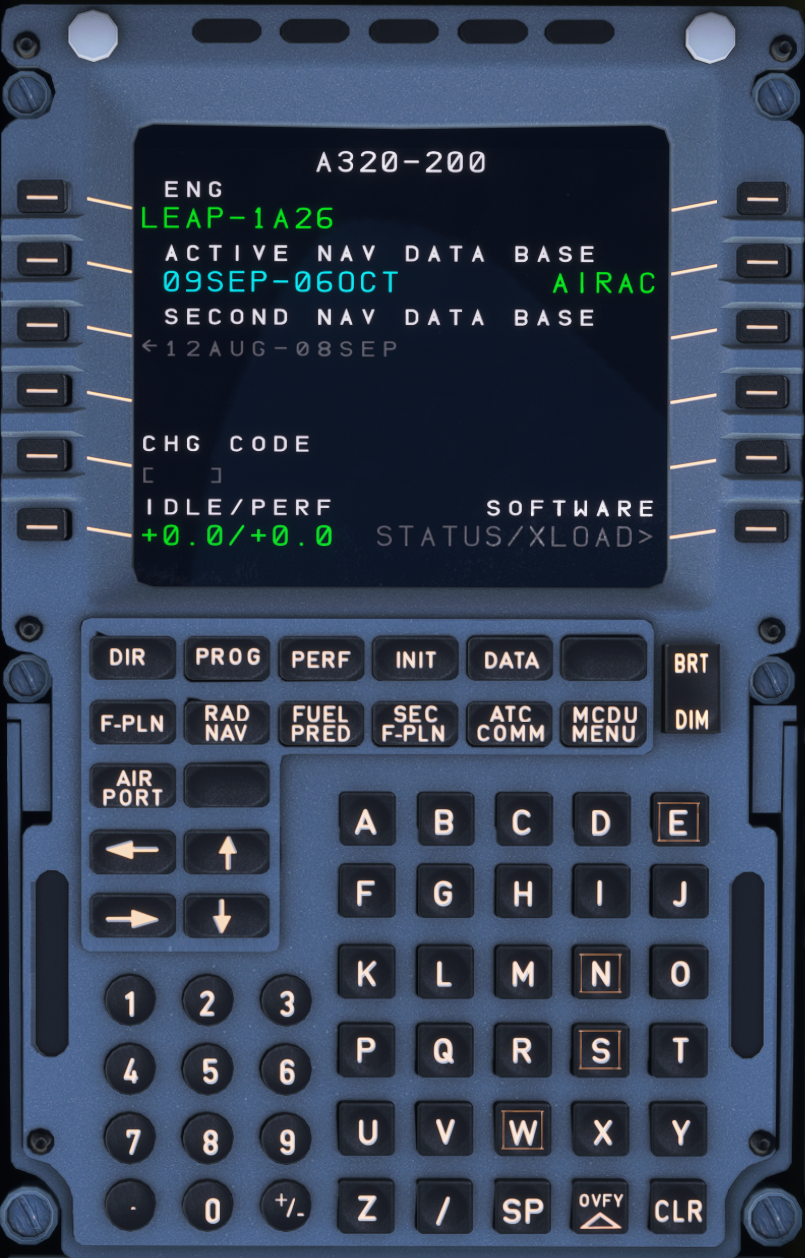 A320-200
ENG
LEAP-1A26
ACTIVE NAV DATA BASE
09SEP-06OCT AIRAC
SECOND NAV DATA BASE
←12AUG-08SEP
CHG CODE
[ ]
IDLE/PERF SOFTWARE
+0.0/+0.0 STATUS/XLOAD>
DIR PROG PERF INIT DATA
BRT
F-PLN RAD NAV FUEL PRED SEC F-PLN ATC COMM MCDU MENU
DIM
AIR PORT
← ↑
→ ↓
A B C D E
F G H I J
K L M N O
P Q R S T
U V W X Y
Z / SP OVFY CLR
1 2 3
4 5 6
7 8 9
. 0 +/-